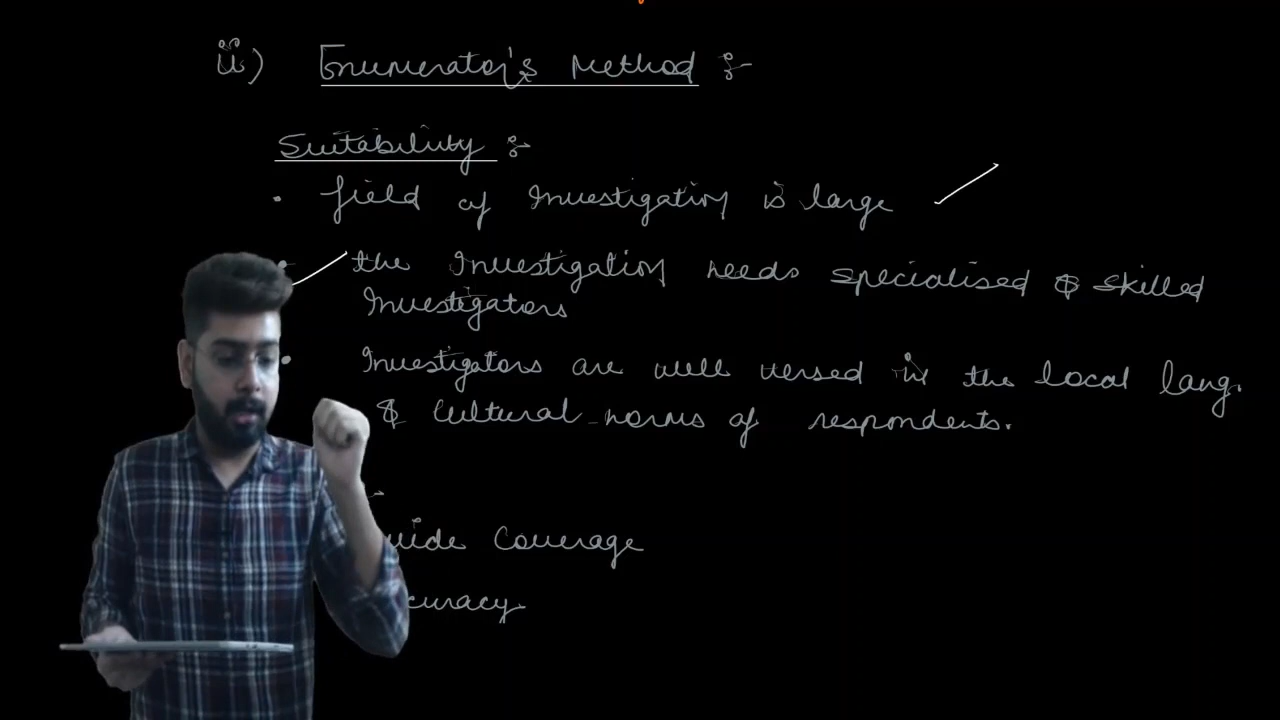 ii) Enumerator's Method :-
Suitability :-
• field of Investigation is large
• the Investigation needs specialised & skilled
Investigators
• Investigators are well versed in the local lang.
& cultural norms of respondents.
wide Coverage
curacy